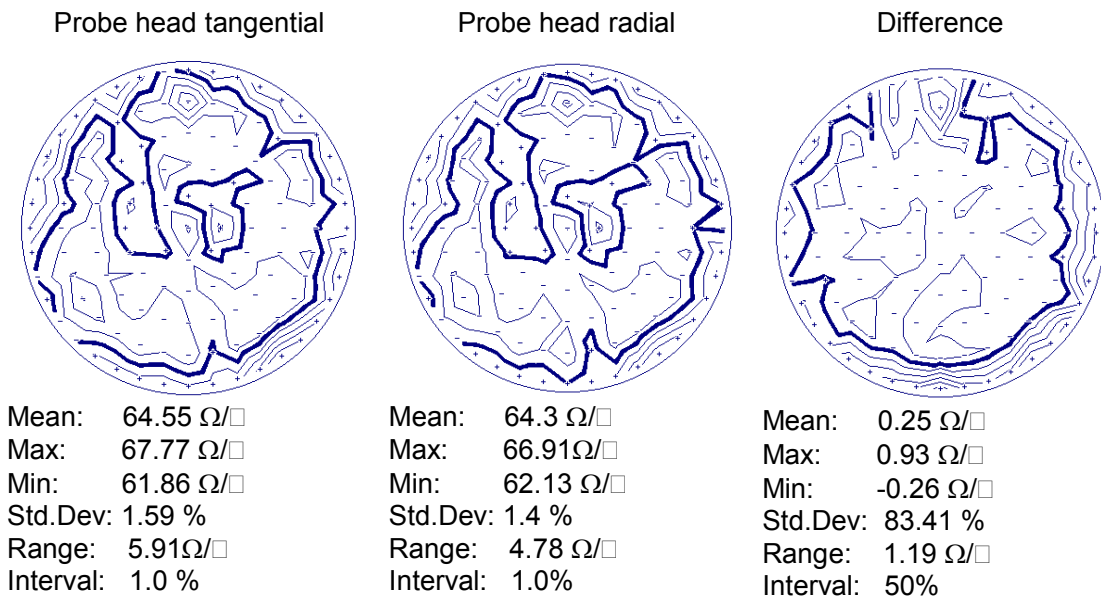 Probe head tangential
Mean: 64.55 Ω/□
Max: 67.77 Ω/□
Min: 61.86 Ω/□
Std.Dev: 1.59 %
Range: 5.91Ω/□
Interval: 1.0 %
Probe head radial
Mean: 64.3 Ω/□
Max: 66.91Ω/□
Min: 62.13 Ω/□
Std.Dev: 1.4 %
Range: 4.78 Ω/□
Interval: 1.0%
Difference
Mean: 0.25 Ω/□
Max: 0.93 Ω/□
Min: -0.26 Ω/□
Std.Dev: 83.41 %
Range: 1.19 Ω/□
Interval: 50%